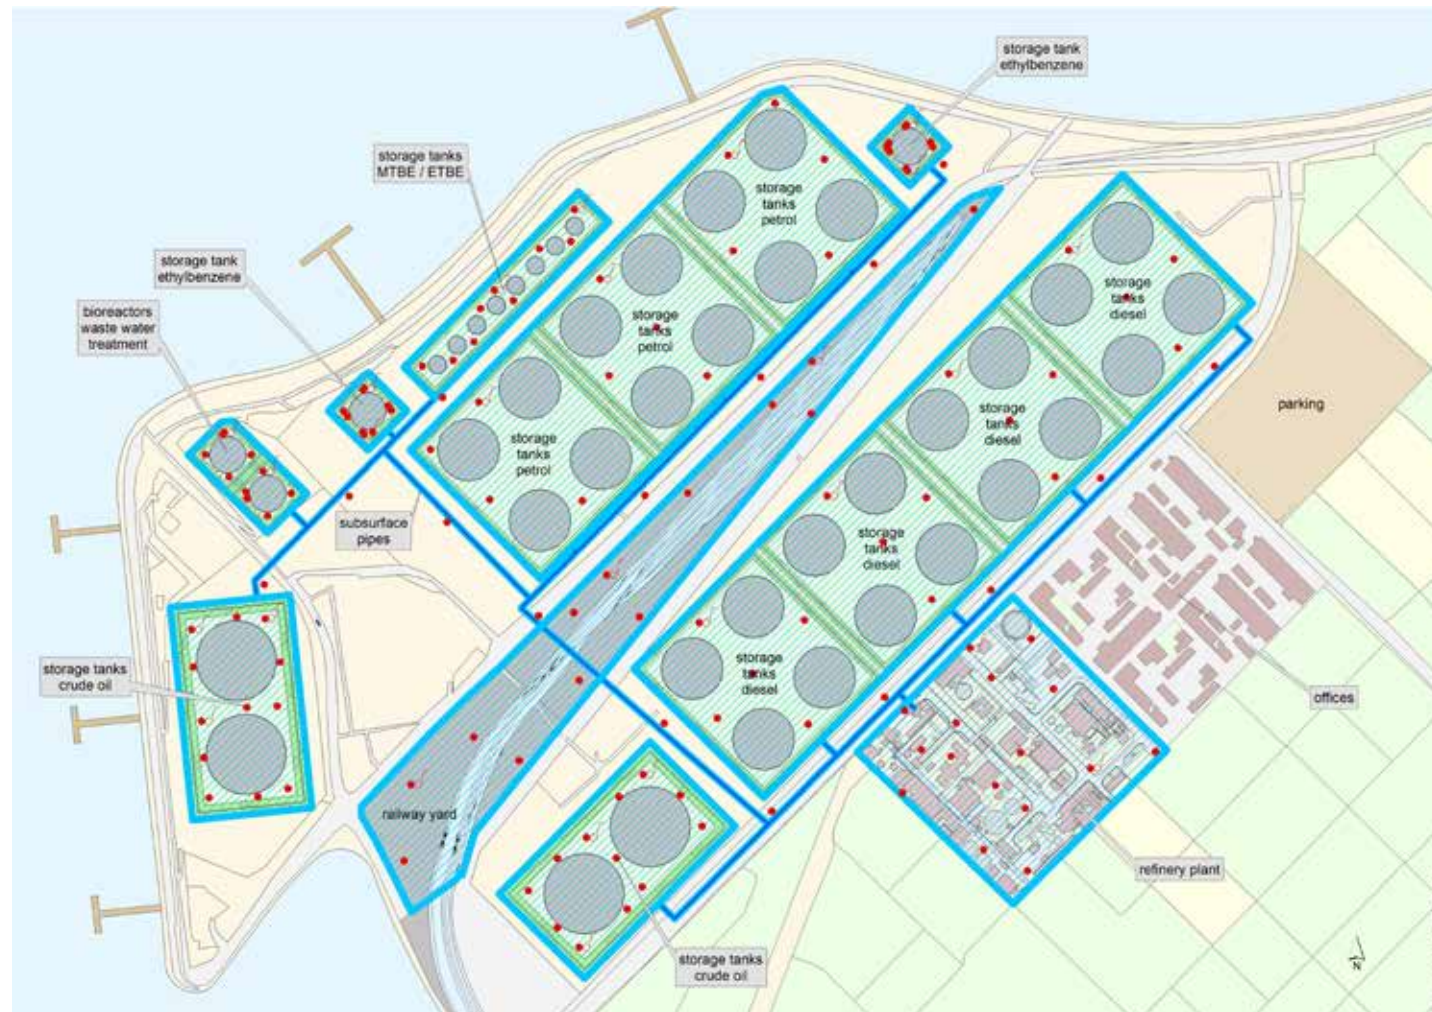 storage tank
ethylbenzene
storage tanks
MTBE / ETBE
storage
tanks
petrol
storage tank
ethylbenzene
bioreactors
waste water
treatment
storage
tanks
petrol
storage
tanks
diesel
storage
tanks
petrol
storage
tanks
diesel
parking
subsurface
pipes
storage
tanks
diesel
storage tanks
crude oil
storage
tanks
diesel
offices
railway yard
refinery plant
storage tanks
crude oil
N